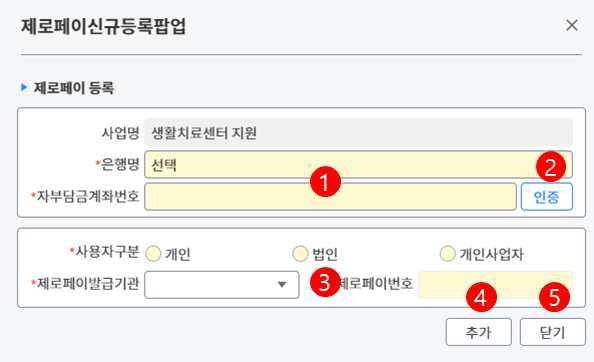 제로페이신규등록팝업
제로페이 등록
사업명 생활치료센터 지원
*은행명 선택 2
1
*자부담금계좌번호 인증
*사용자구분 개인 법인 개인사업자
*제로페이발급기관 3 제로페이번호
4 5
추가 닫기